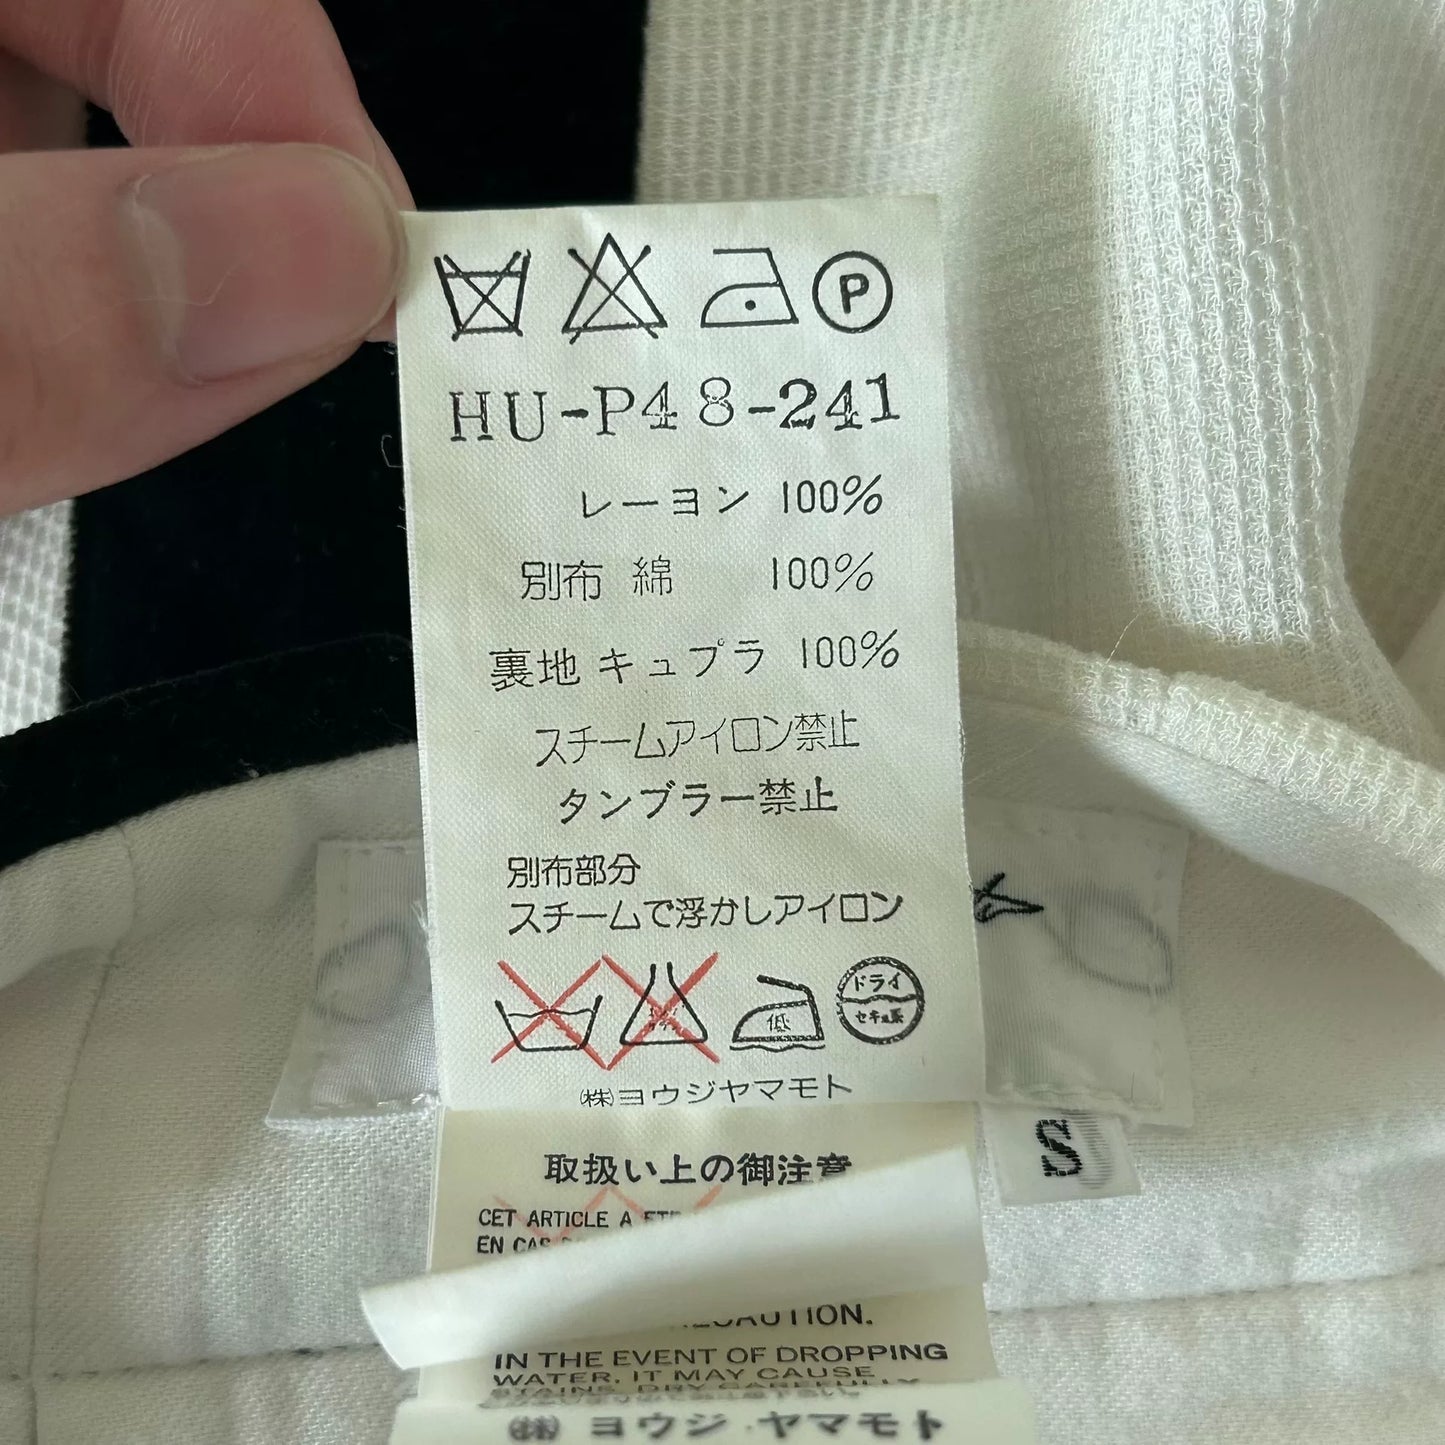 P
HU-P48-241
レーヨン 100%
別布 綿 100%
裏地 キュプラ 100%
スチームアイロン禁止
タンブラー禁止
別布部分
スチームで浮かしアイロン
低
ドライ
セキユ系
(株)ヨウジヤマモト
S
取扱い上の御注意
CET ARTICLE A
EN CAS
IN THE EVENT OF DROPPING
WATER, IT MAY CAUSE
STAINS, DRY CAREFULLY
(株) ヨウジ ヤマモト